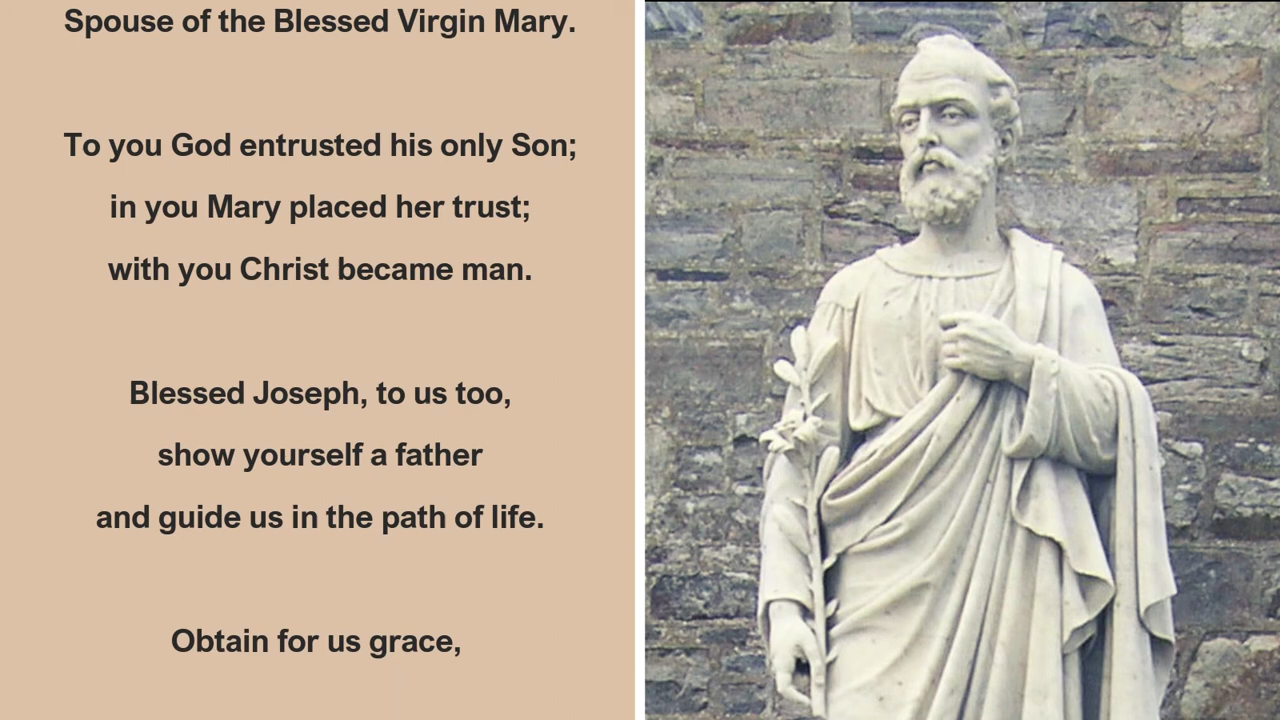 Spouse of the Blessed Virgin Mary.
To you God entrusted his only Son;
in you Mary placed her trust;
with you Christ became man.
Blessed Joseph, to us too,
show yourself a father
and guide us in the path of life.
Obtain for us grace,